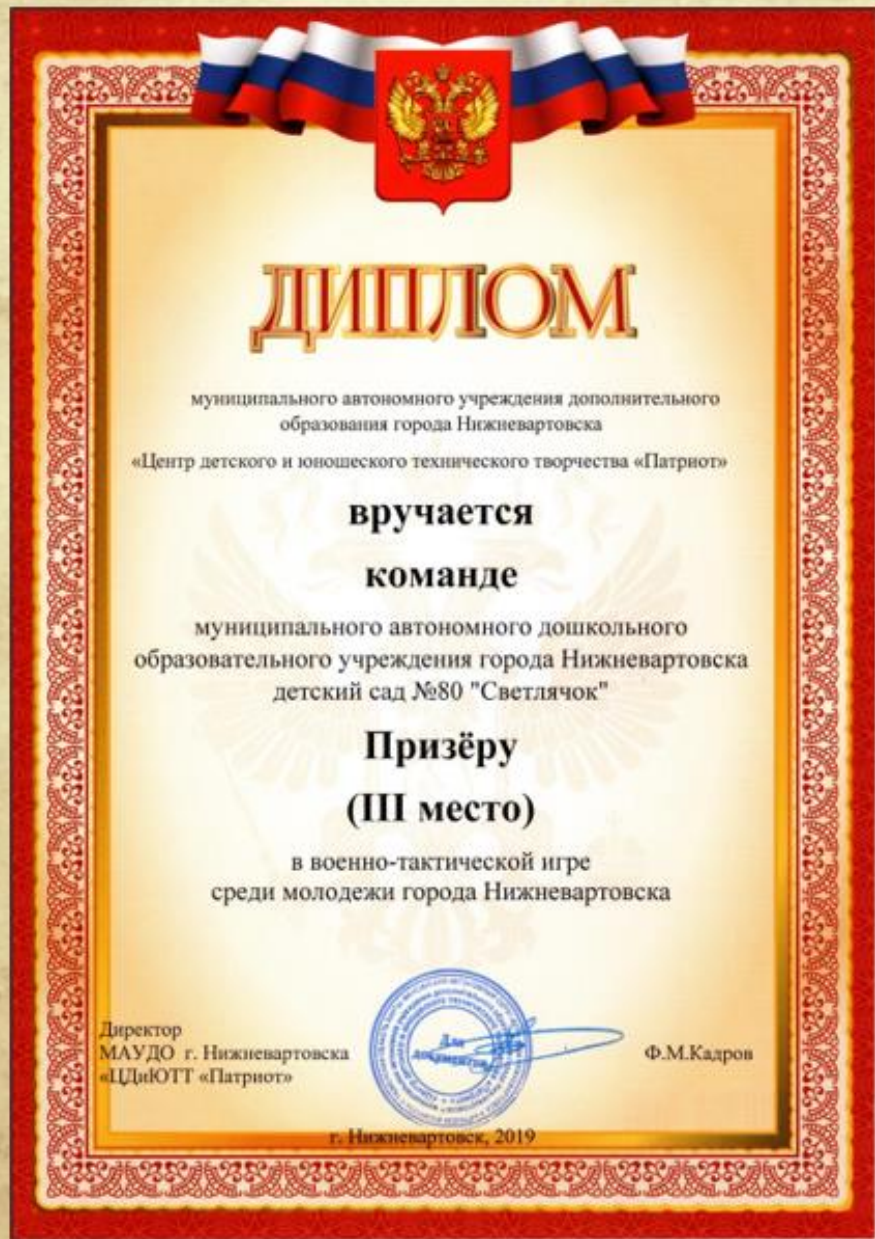 ДИПЛОМ
муниципального автономного учреждения дополнительного
образования города Нижневартовска
«Центр детского и юношеского технического творчества «Патриот»
вручается
команде
муниципального автономного дошкольного
образовательного учреждения города Нижневартовска
детский сад №80 "Светлячок"
Призёру
(III место)
в военно-тактической игре
среди молодежи города Нижневартовска
Директор
МАУДО г. Нижневартовска
«ЦДиЮТТ «Патриот»
Для
документов
Ф.М.Кадров
г. Нижневартовск, 2019